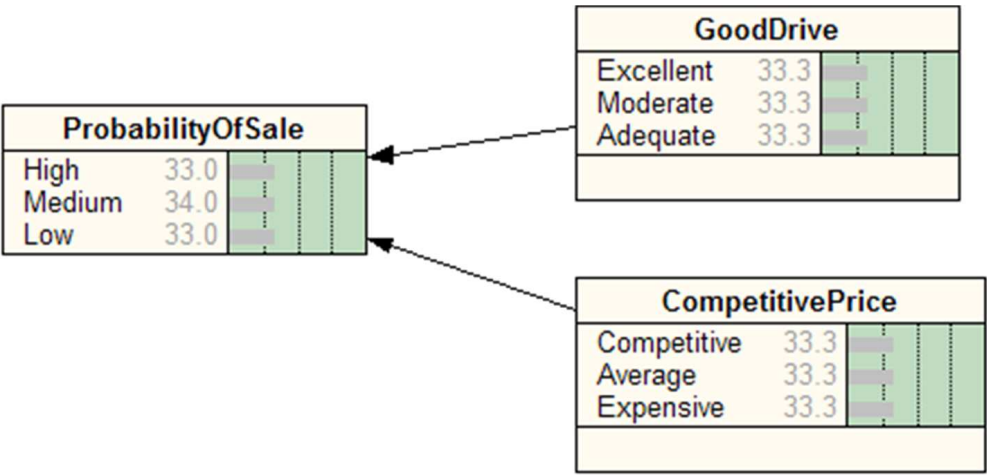 GoodDrive
Excellent 33.3
Moderate 33.3
Adequate 33.3
ProbabilityOfSale
High 33.0
Medium 34.0
Low 33.0
CompetitivePrice
Competitive 33.3
Average 33.3
Expensive 33.3